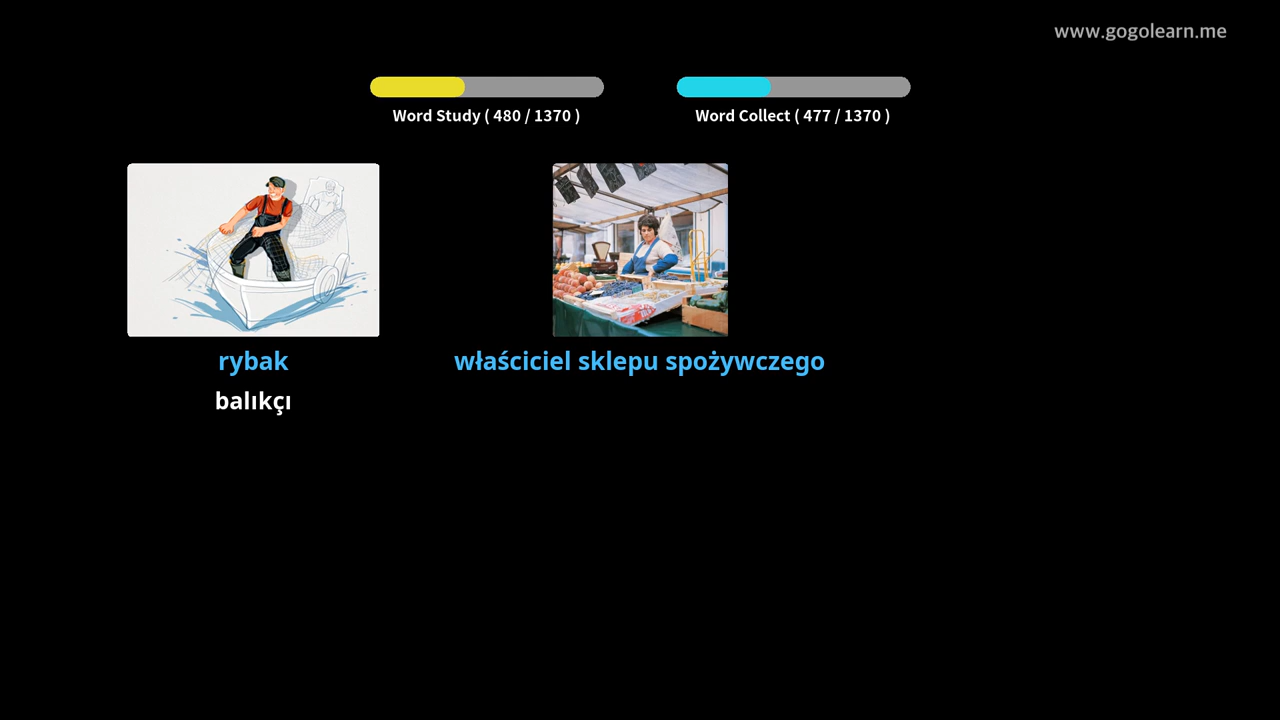 www.gogolearn.me
Word Study ( 480 / 1370 )
Word Collect ( 477 / 1370 )
rybak
właściciel sklepu spożywczego
balıkçı